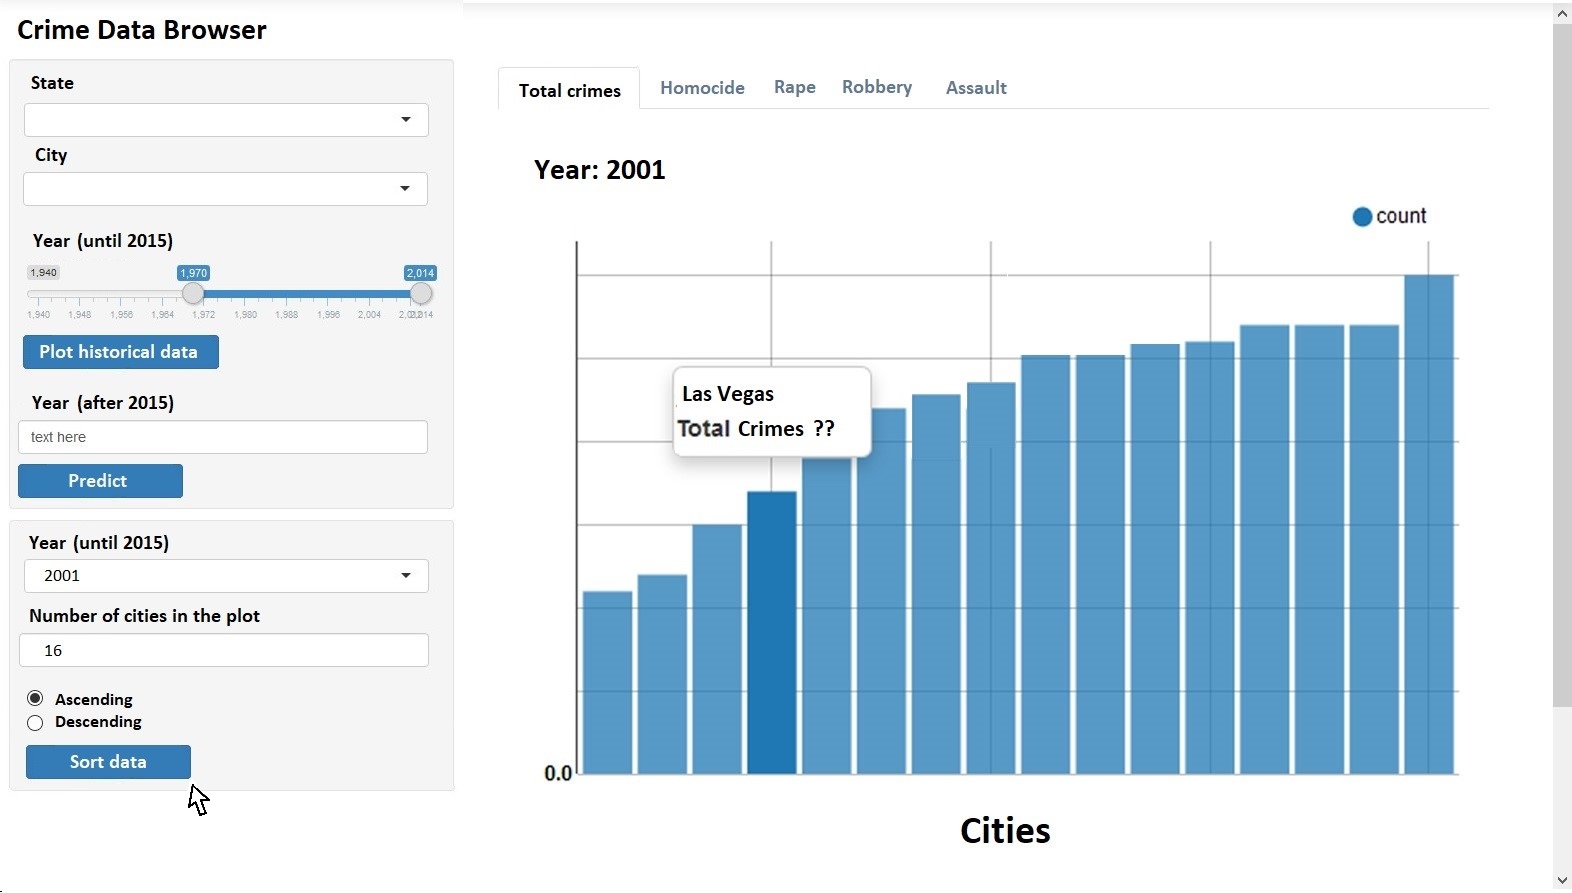 Crime Data Browser
State
City
Year (until 2015)
1,940 1,970 2,014
1,940 1,948 1,956 1,964 1,972 1,980 1,988 1,996 2,004 2,014
Plot historical data
Year (after 2015)
text here
Predict
Year (until 2015)
2001
Number of cities in the plot
16
Ascending
Descending
Sort data
Total crimes Homocide Rape Robbery Assault
Year: 2001
count
Las Vegas
Total Crimes ??
0.0
Cities